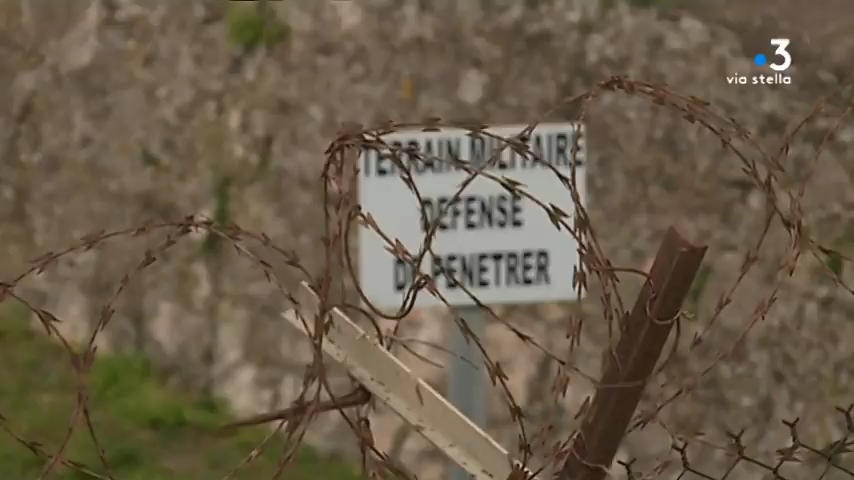 3
via stella
TERRAIN MILITAIRE
DEFENSE
DE PENETRER